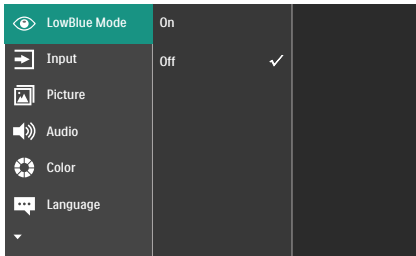 LowBlue Mode
On
Input
Off
Picture
Audio
Color
Language